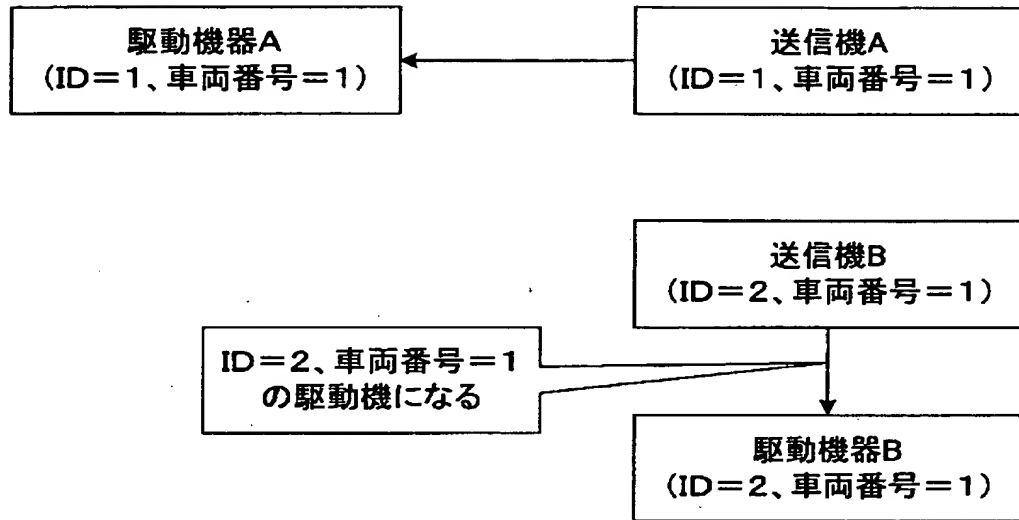 駆動機器A
(ID=1、車両番号=1)
送信機A
(ID=1、車両番号=1)
送信機B
(ID=2、車両番号=1)
ID=2、車両番号=1
の駆動機になる
駆動機器B
(ID=2、車両番号=1)